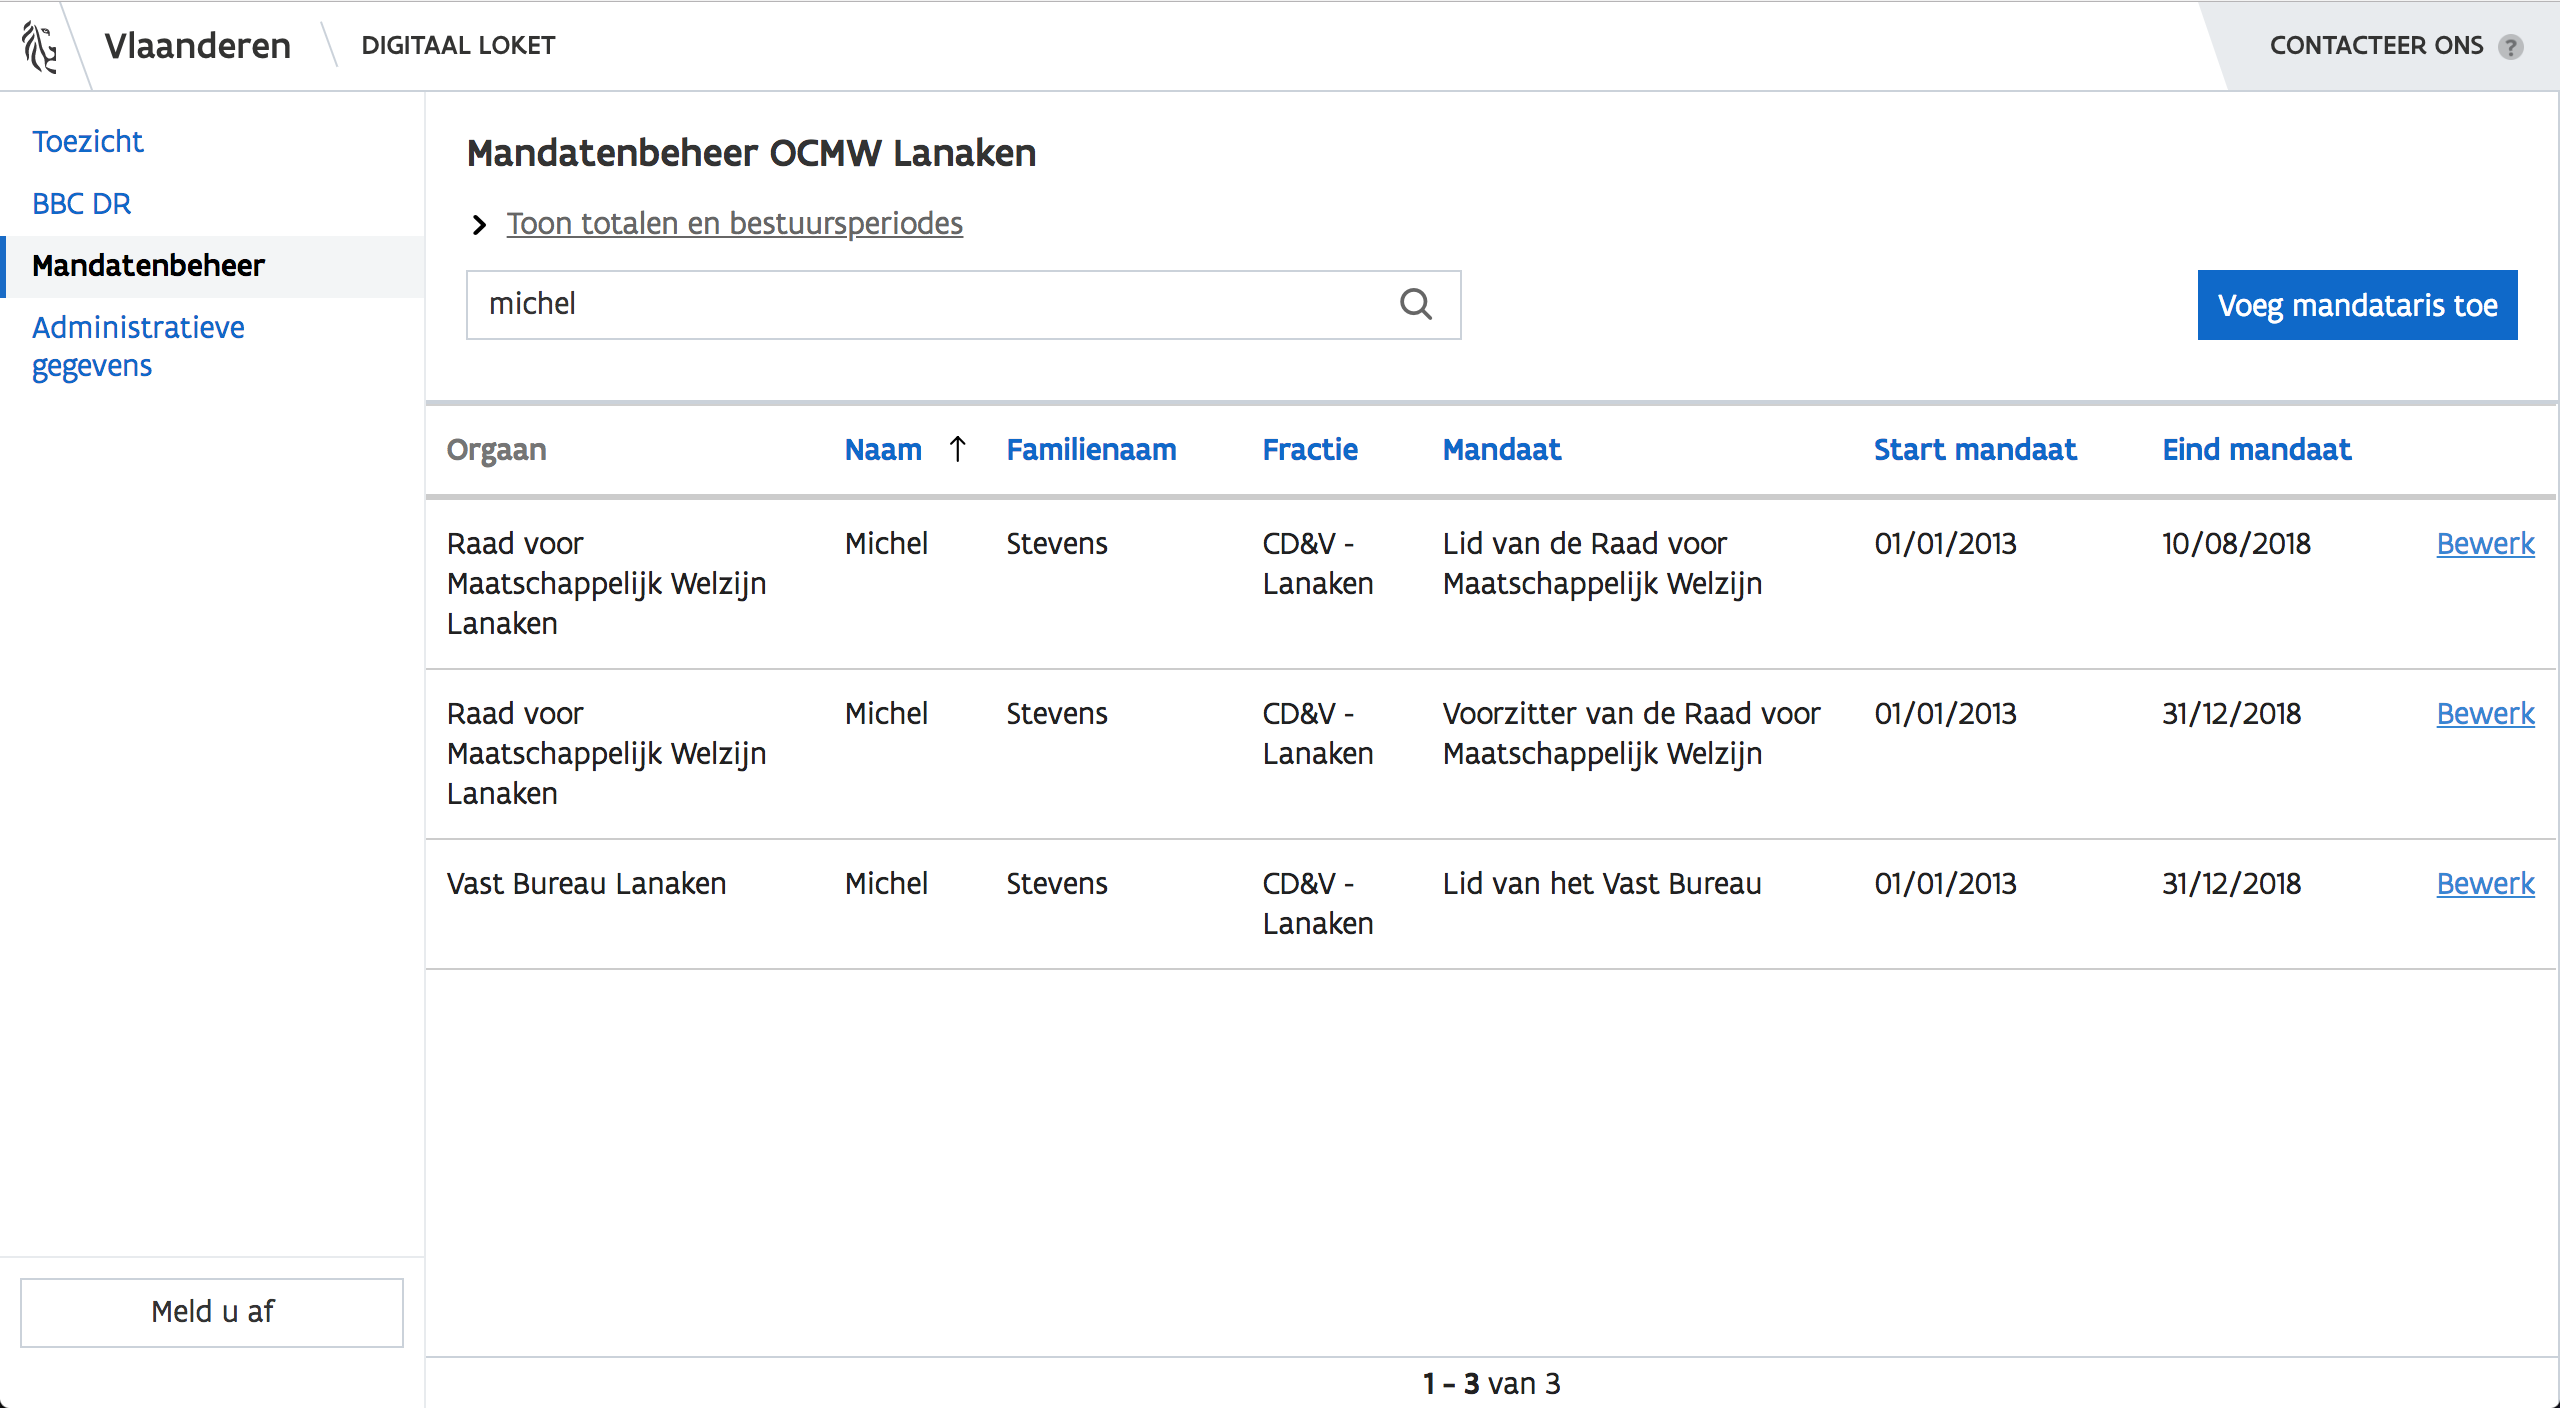 Vlaanderen
DIGITAAL LOKET
CONTACTEER ONS ?
Toezicht
BBC DR
Mandatenbeheer
Administratieve
gegevens
Meld u af
Mandatenbeheer OCMW Lanaken
Toon totalen en bestuursperiodes
michel
Voeg mandataris toe
Orgaan Naam ↑ Familienaam Fractie Mandaat Start mandaat Eind mandaat
Raad voor Michel Stevens CD&V - Lid van de Raad voor 01/01/2013 10/08/2018 Bewerk
Maatschappelijk Welzijn Lanaken Maatschappelijk Welzijn
Lanaken
Raad voor Michel Stevens CD&V - Voorzitter van de Raad voor 01/01/2013 31/12/2018 Bewerk
Maatschappelijk Welzijn Lanaken Maatschappelijk Welzijn
Lanaken
Vast Bureau Lanaken Michel Stevens CD&V - Lid van het Vast Bureau 01/01/2013 31/12/2018 Bewerk
Lanaken
1 - 3 van 3